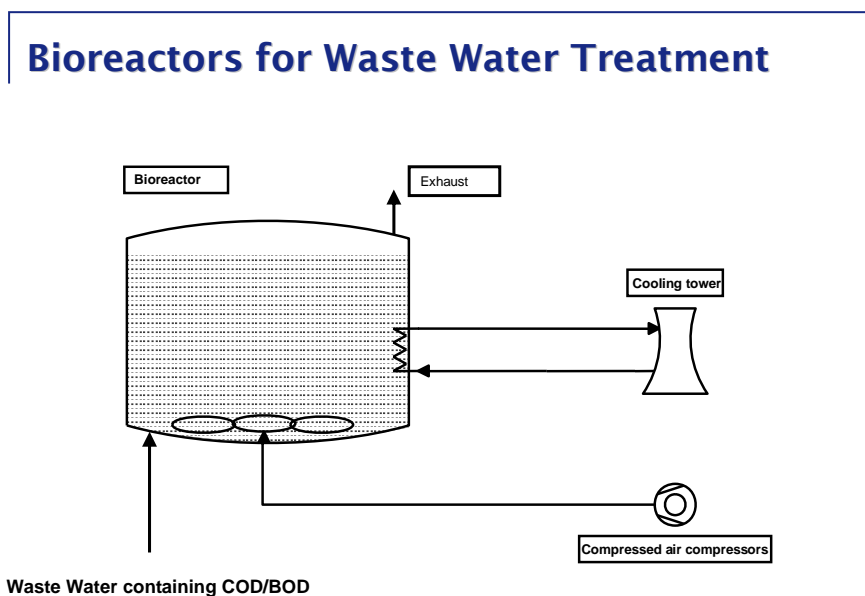 Bioreactors for Waste Water Treatment
Bioreactor
Exhaust
Cooling tower
Compressed air compressors
Waste Water containing COD/BOD